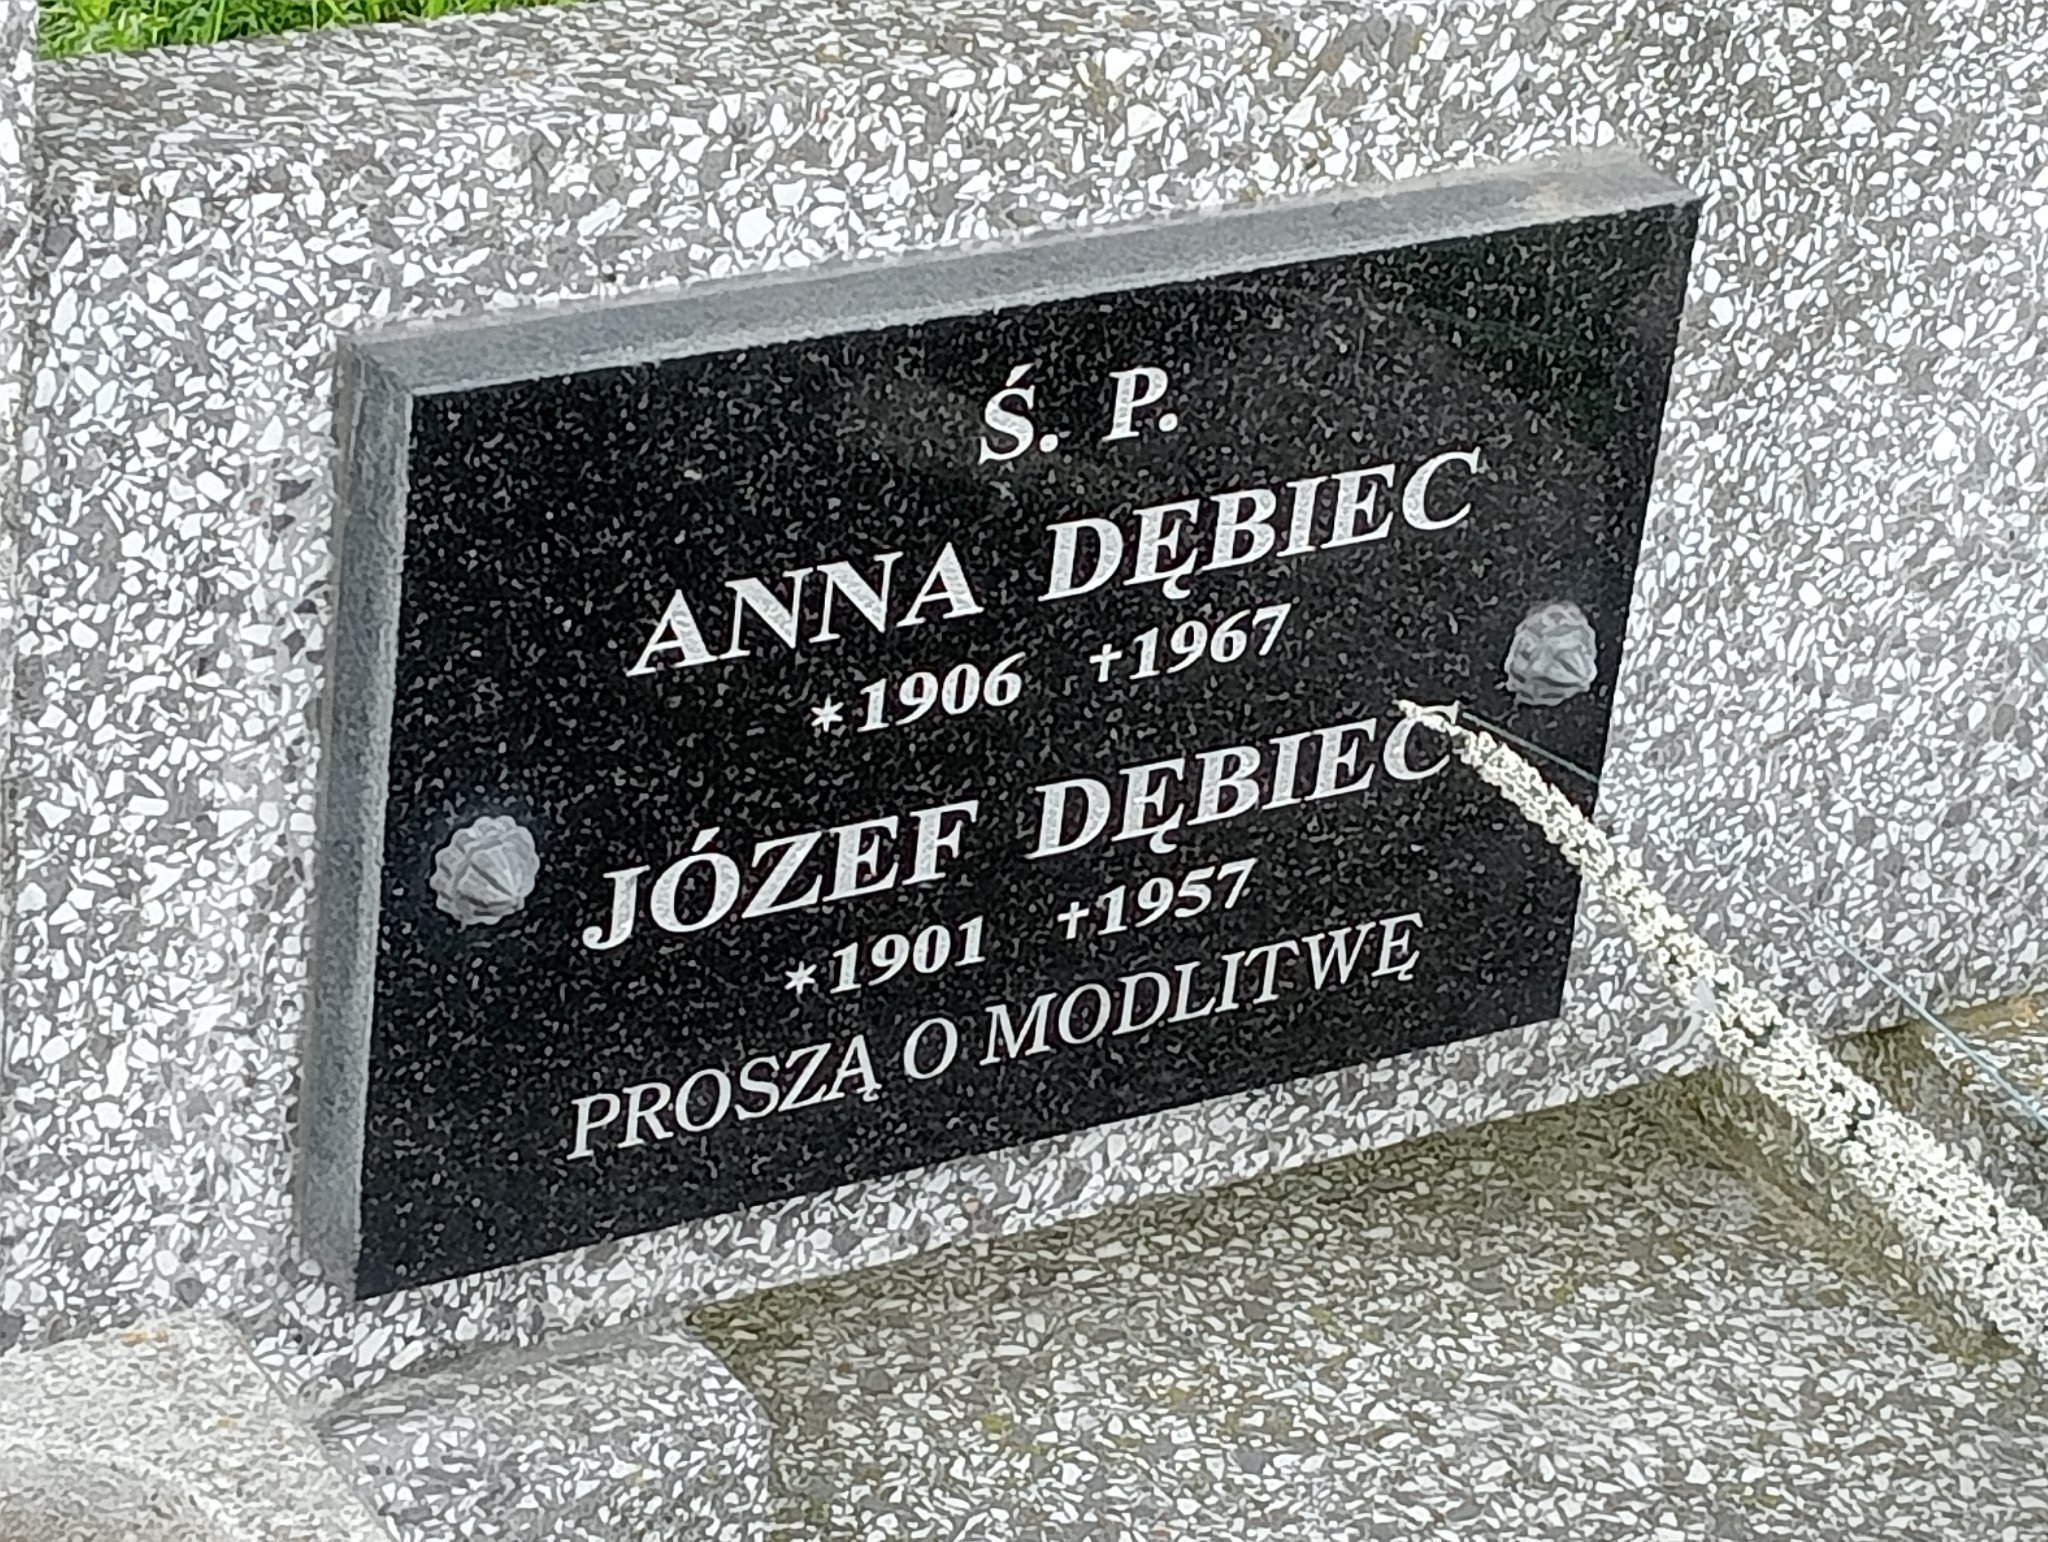 Ś. P.
ANNA DĘBIEC
*1906 †1967
JÓZEF DĘBIEC
*1901 †1957
PROSZĄ O MODLITWĘ